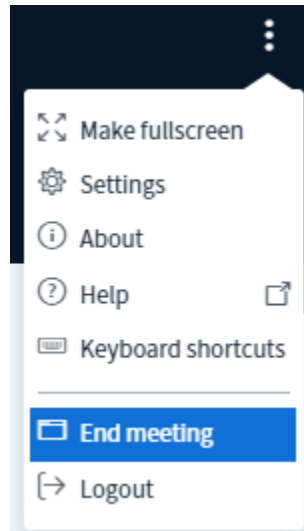 Make fullscreen
Settings
About
Help
Keyboard shortcuts
End meeting
Logout